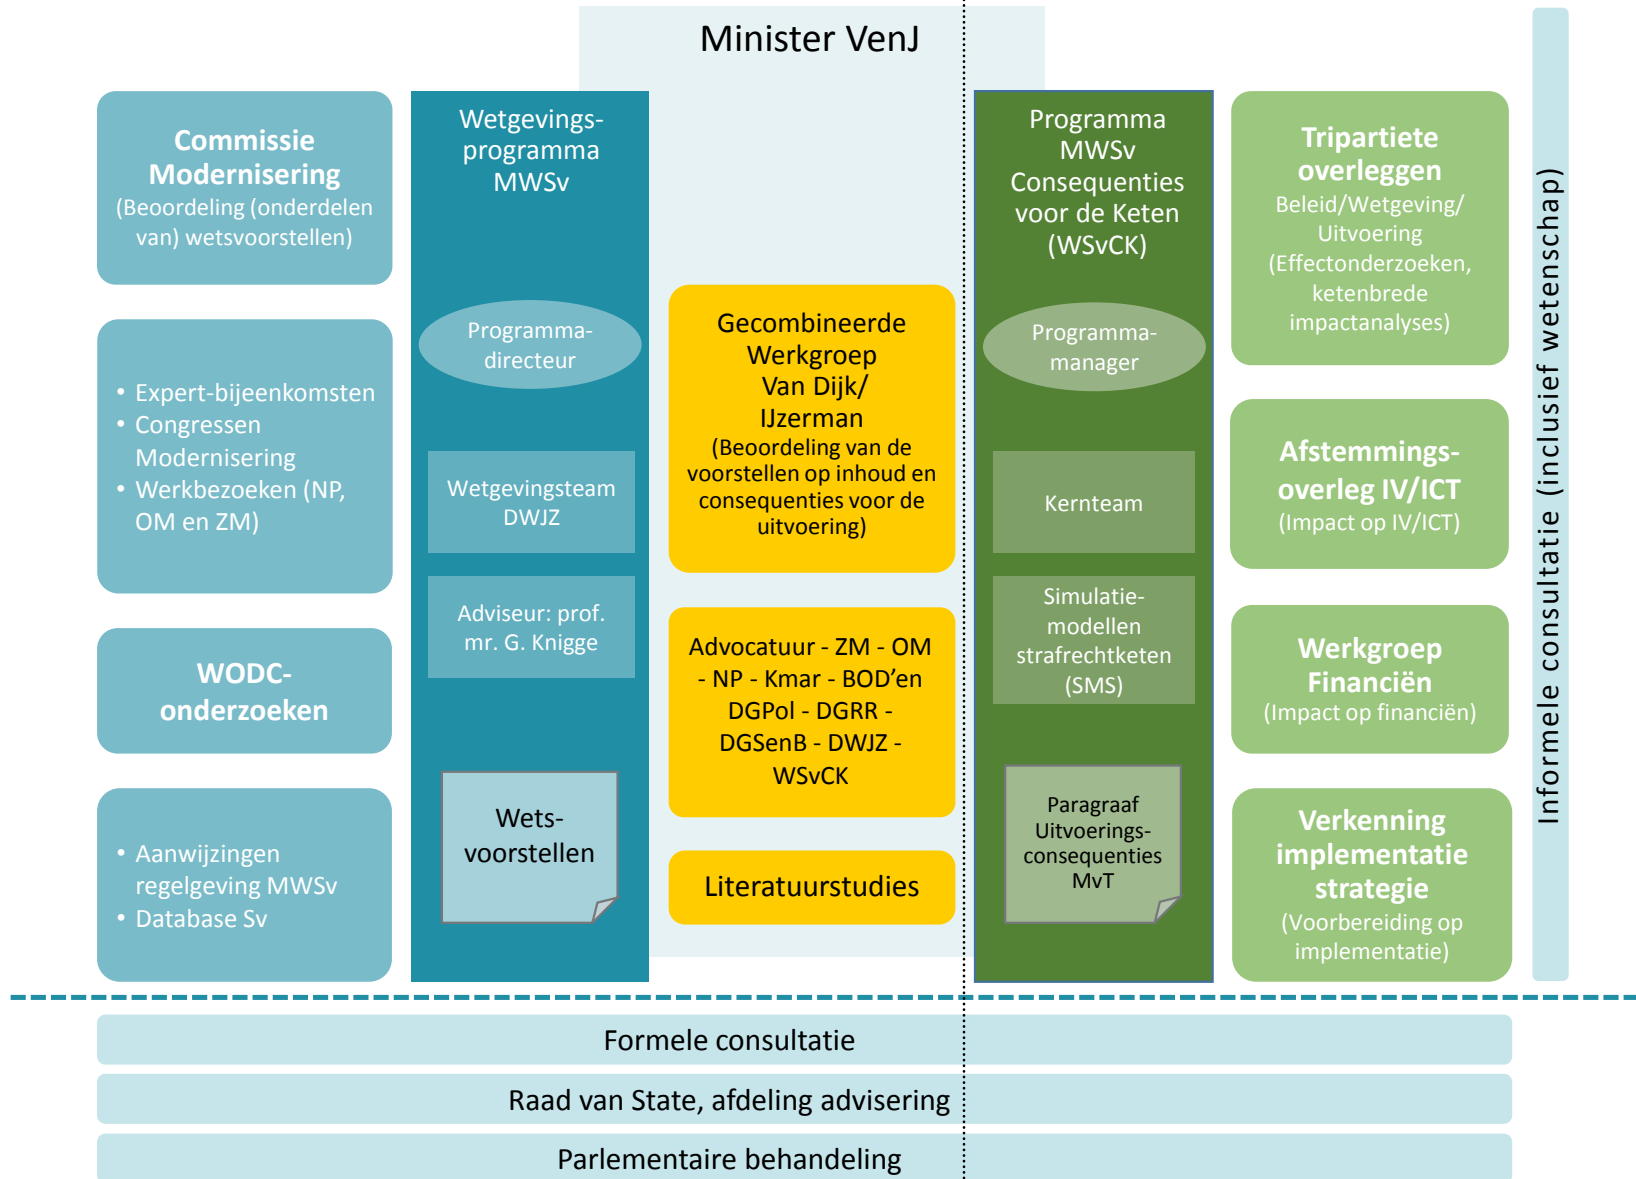 Minister VenJ
Commissie
Modernisering
(Beoordeling (onderdelen
van) wetsvoorstellen)
• Expert-bijeenkomsten
• Congressen
Modernisering
• Werkbezoeken (NP,
OM en ZM)
WODC-
onderzoeken
• Aanwijzingen
regelgeving MWSv
• Database Sv
Wetgevings-
programma
MWSv
Programma-
directeur
Wetgevingsteam
DWJZ
Adviseur: prof.
mr. G. Knigge
Wets-
voorstellen
Gecombineerde
Werkgroep
Van Dijk/
IJzerman
(Beoordeling van de
voorstellen op inhoud en
consequenties voor de
uitvoering)
Advocatuur - ZM - OM
- NP - Kmar - BOD’en
DGPol - DGRR -
DGSenB - DWJZ -
WSvCK
Literatuurstudies
Programma
MWSv
Consequenties
voor de Keten
(WSvCK)
Programma-
manager
Kernteam
Simulatie-
modellen
strafrechtketen
(SMS)
Paragraaf
Uitvoerings-
consequenties
MvT
Tripartiete
overleggen
Beleid/Wetgeving/
Uitvoering
(Effectonderzoeken,
ketenbrede
impactanalyses)
Afstemmings-
overleg IV/ICT
(Impact op IV/ICT)
Werkgroep
Financiën
(Impact op financiën)
Verkenning
implementatie
strategie
(Voorbereiding op
implementatie)
Informele consultatie (inclusief wetenschap)
Formele consultatie
Raad van State, afdeling advisering
Parlementaire behandeling